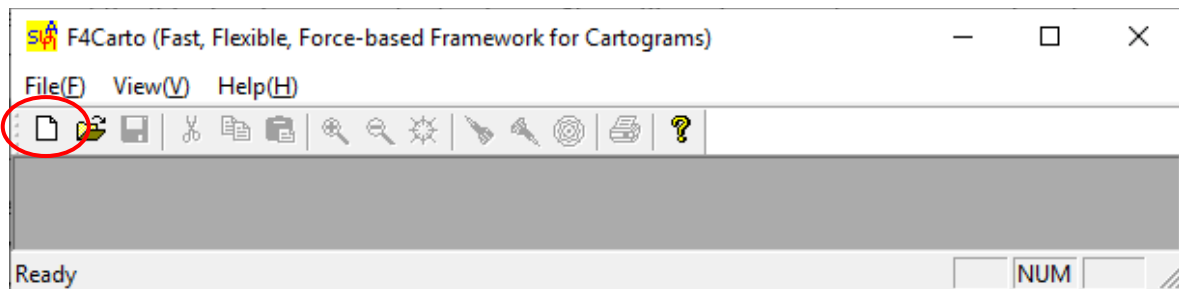 F4Carto (Fast, Flexible, Force-based Framework for Cartograms)
File(F) View(V) Help(H)
?
Ready NUM